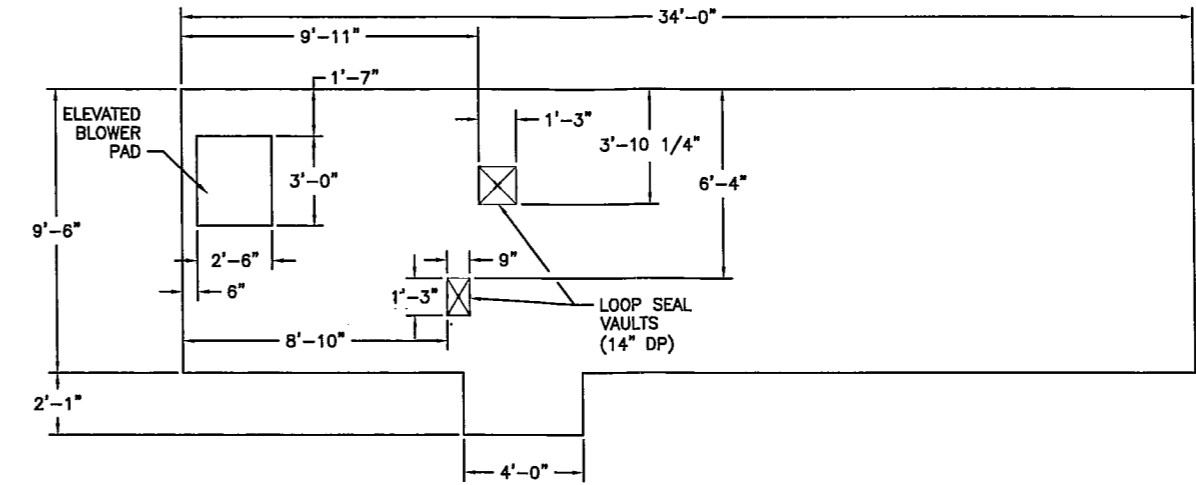 34'-0"
9'-11"
1'-7"
ELEVATED
BLOWER
PAD
1'-3"
3'-10 1/4"
3'-0"
6'-4"
9'-6"
2'-6"
9"
6"
1'-3"
LOOP SEAL
VAULTS
(14" DP)
8'-10"
2'-1"
4'-0"